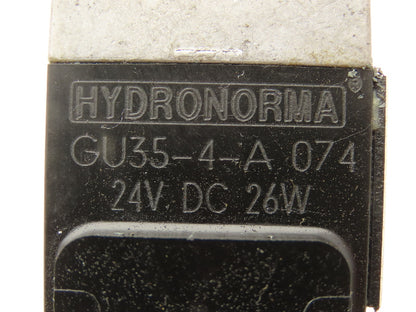 HYDRONORMA
GU35-4-A 074
24V DC 26W